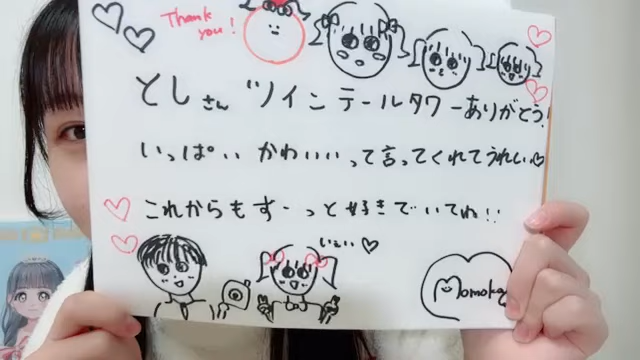 Thank you!
としさん ツインテールタワーありがとう!
いっぱい かわいいって言ってくれてうれしい♡
これからもすーっと好きでいてね!!
いえい♡
Momoka